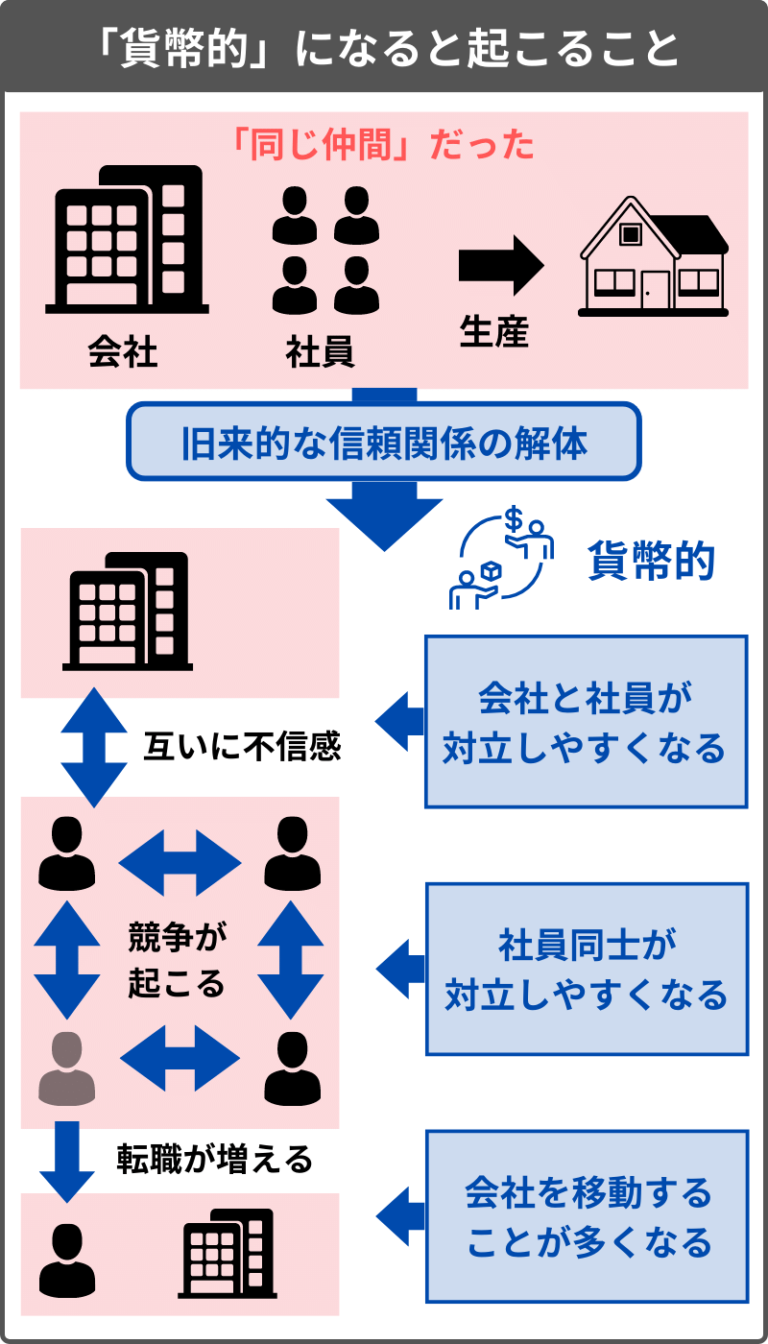 「貨幣的」になると起こること
「同じ仲間」だった
会社
社員
生産
旧来的な信頼関係の解体
$
貨幣的
会社と社員が
対立しやすくなる
互いに不信感
競争が
起こる
社員同士が
対立しやすくなる
転職が増える
会社を移動する
ことが多くなる